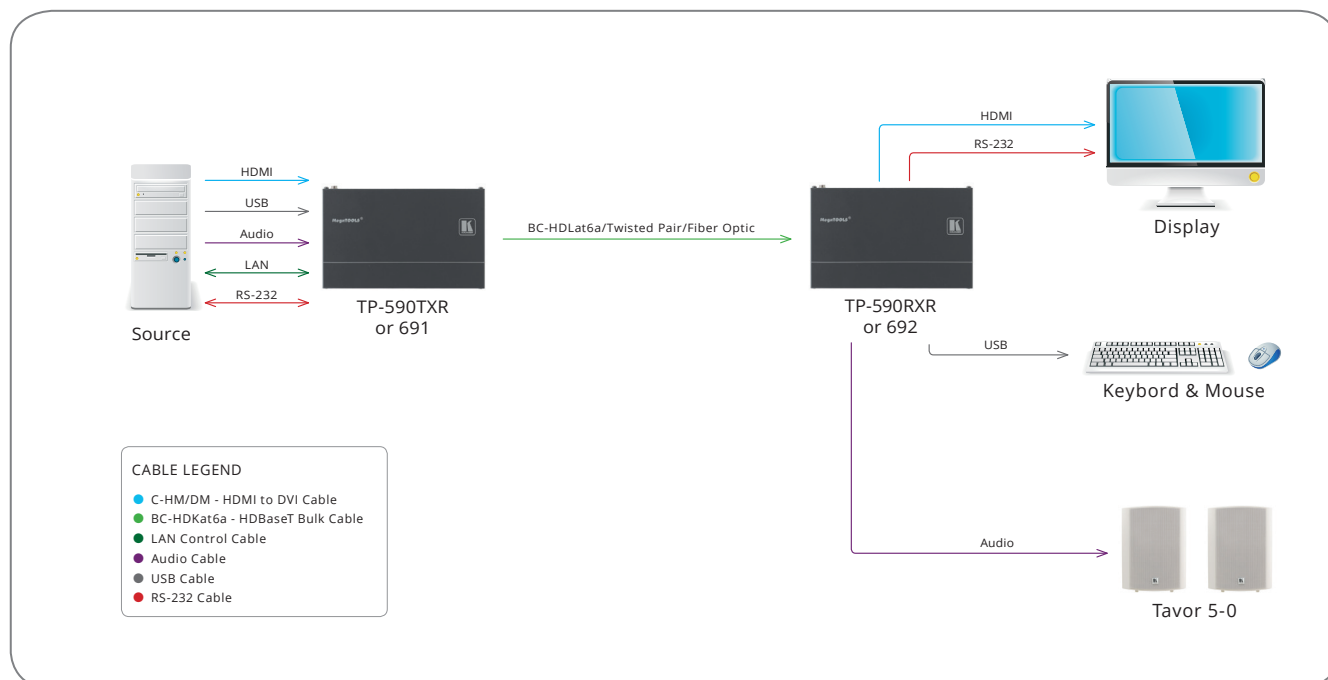 HDMI
USB
Audio
LAN
RS-232
Source
MegaTOOLS®
K
TP-590TXR
or 691
BC-HDLat6a/Twisted Pair/Fiber Optic
MegaTOOLS®
K
TP-590RXR
or 692
HDMI
RS-232
Display
USB
Keybord & Mouse
Audio
Tavor 5-0
CABLE LEGEND
C-HM/DM - HDMI to DVI Cable
BC-HDKat6a - HDBaseT Bulk Cable
LAN Control Cable
Audio Cable
USB Cable
RS-232 Cable